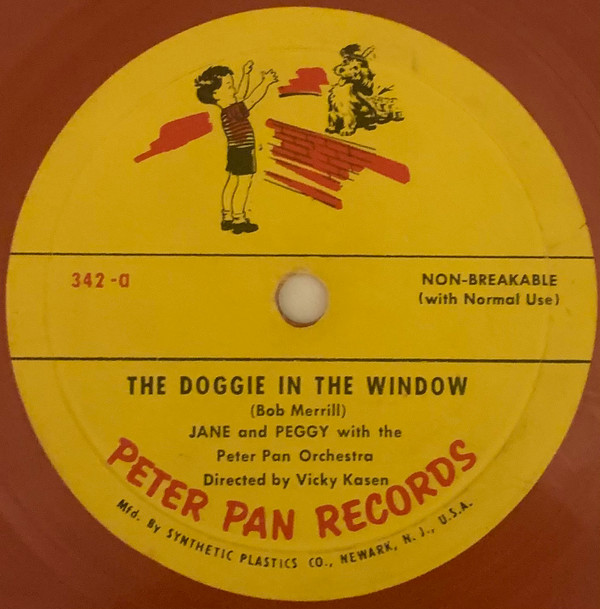 342-a
NON-BREAKABLE
(with Normal Use)
THE DOGGIE IN THE WINDOW
(Bob Merrill)
JANE and PEGGY with the
Peter Pan Orchestra
Directed by Vicky Kasen
PETER PAN RECORDS
Mfd. By SYNTHETIC PLASTICS CO., NEWARK, N. J., U.S.A.